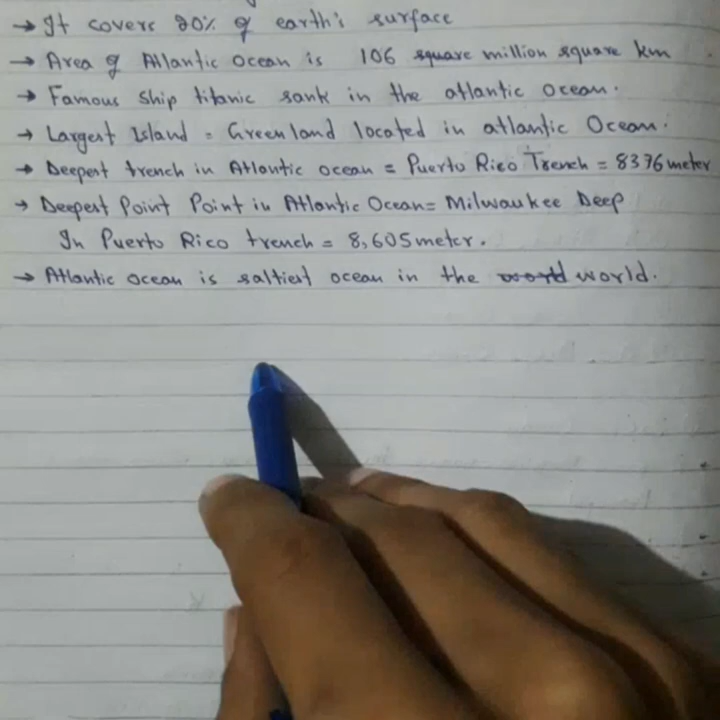 → It covers 20% of earth's surface
→ Area of Atlantic Ocean is 106 square million square km
→ Famous Ship titanic sank in the atlantic Ocean.
→ Largest Island = Greenland located in atlantic Ocean.
→ Deepest trench in Atlantic ocean = Puerto Rico Trench = 8376 meter
→ Deepest Point Point in Atlantic Ocean = Milwaukee Deep
In Puerto Rico trench = 8,605 meter.
→ Atlantic ocean is saltiest ocean in the world.